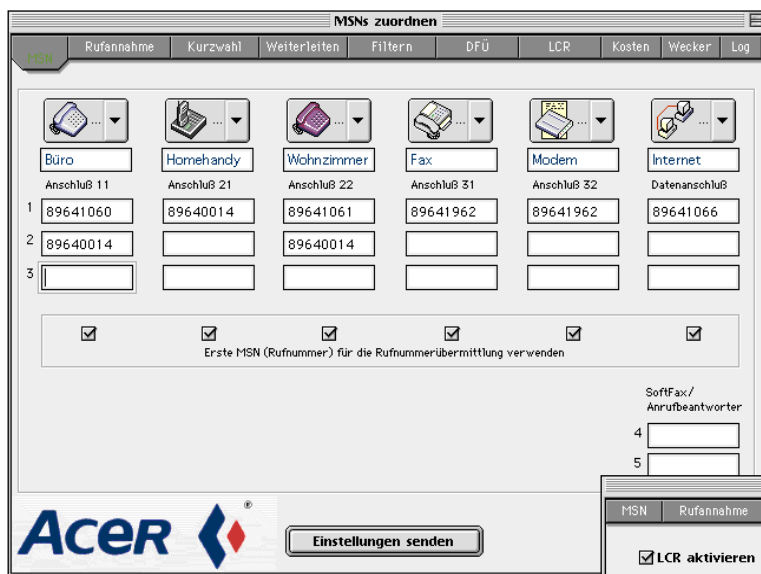 MSNs zuordnen
MSN Rufannahme Kurzwahl Weiterleiten Filtern DFÜ LCR Kosten Wecker Log
... ... ... ... ... ...
Büro Homehandy Wohnzimmer Fax Modem Internet
Anschluß 11 Anschluß 21 Anschluß 22 Anschluß 31 Anschluß 32 Datenanschluß
1 89641060 89640014 89641061 89641962 89641962 89641066
2 89640014 89640014
3
Erste MSN (Rufnummer) für die Rufnummerübermittlung verwenden
SoftFax/
Anrufbeantworter
4
5
Acer ®
Einstellungen senden
MSN Rufannahme
LCR aktivieren